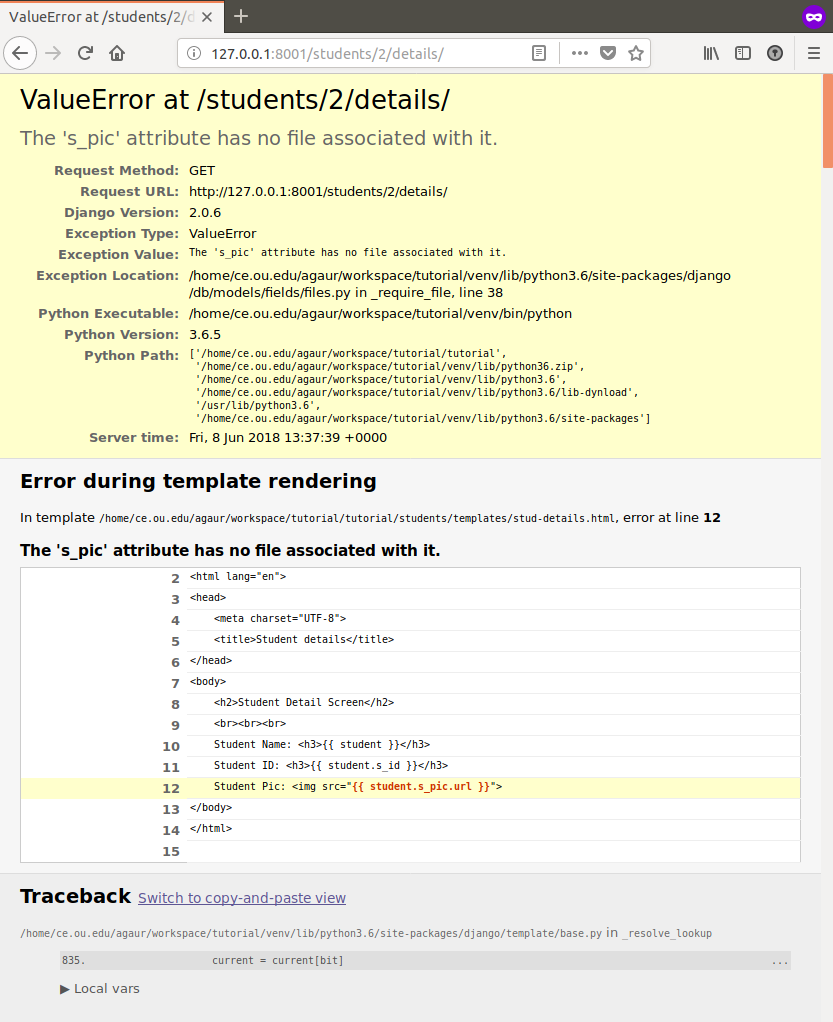 ValueError at /students/2/d
127.0.0.1:8001/students/2/details/
ValueError at /students/2/details/
The 's_pic' attribute has no file associated with it.
Request Method: GET
Request URL: http://127.0.0.1:8001/students/2/details/
Django Version: 2.0.6
Exception Type: ValueError
Exception Value: The 's_pic' attribute has no file associated with it.
Exception Location: /home/ce.ou.edu/agaur/workspace/tutorial/venv/lib/python3.6/site-packages/django
/db/models/fields/files.py in _require_file, line 38
Python Executable: /home/ce.ou.edu/agaur/workspace/tutorial/venv/bin/python
Python Version: 3.6.5
Python Path: ['/home/ce.ou.edu/agaur/workspace/tutorial/tutorial',
'/home/ce.ou.edu/agaur/workspace/tutorial/venv/lib/python36.zip',
'/home/ce.ou.edu/agaur/workspace/tutorial/venv/lib/python3.6',
'/home/ce.ou.edu/agaur/workspace/tutorial/venv/lib/python3.6/lib-dynload',
'/usr/lib/python3.6',
'/home/ce.ou.edu/agaur/workspace/tutorial/venv/lib/python3.6/site-packages']
Server time: Fri, 8 Jun 2018 13:37:39 +0000
Error during template rendering
In template /home/ce.ou.edu/agaur/workspace/tutorial/tutorial/students/templates/stud-details.html, error at line 12
The 's_pic' attribute has no file associated with it.
2 <html lang="en">
3 <head>
4 <meta charset="UTF-8">
5 <title>Student details</title>
6 </head>
7 <body>
8 <h2>Student Detail Screen</h2>
9 <br><br><br>
10 Student Name: <h3>{{ student }}</h3>
11 Student ID: <h3>{{ student.s_id }}</h3>
12 Student Pic: <img src="{{ student.s_pic.url }}">
13 </body>
14 </html>
15
Traceback Switch to copy-and-paste view
/home/ce.ou.edu/agaur/workspace/tutorial/venv/lib/python3.6/site-packages/django/template/base.py in _resolve_lookup
835. current = current[bit] ...
▶ Local vars